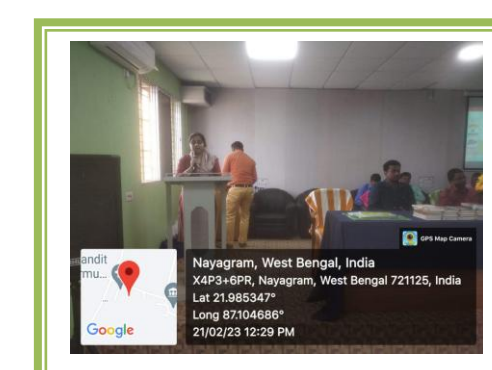 GPS Map Camera
andit
mu...
Google
Nayagram, West Bengal, India
X4P3+6PR, Nayagram, West Bengal 721125, India
Lat 21.985347°
Long 87.104686°
21/02/23 12:29 PM